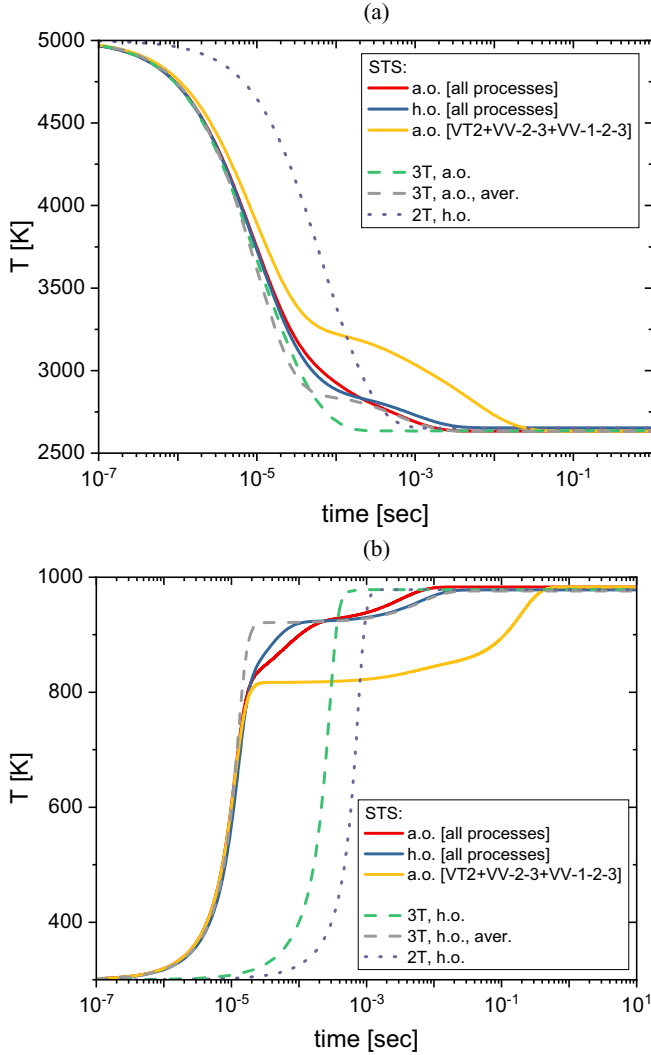 (a)
5000
4500
4000
3500
3000
2500
T [K]
STS:
a.o. [all processes]
h.o. [all processes]
a.o. [VT2+VV-2-3+VV-1-2-3]
3T, a.o.
3T, a.o., aver.
2T, h.o.
10⁻⁷ 10⁻⁵ 10⁻³ 10⁻¹
time [sec]
(b)
1000
800
600
400
T [K]
STS:
a.o. [all processes]
h.o. [all processes]
a.o. [VT2+VV-2-3+VV-1-2-3]
3T, h.o.
3T, h.o., aver.
2T, h.o.
10⁻⁷ 10⁻⁵ 10⁻³ 10⁻¹ 10¹
time [sec]